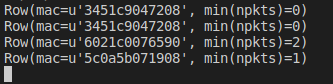 Row(mac=u'3451c9047208', min(npkts)=0)
Row(mac=u'3451c9047208', min(npkts)=0)
Row(mac=u'6021c0076590', min(npkts)=2)
Row(mac=u'5c0a5b071908', min(npkts)=1)